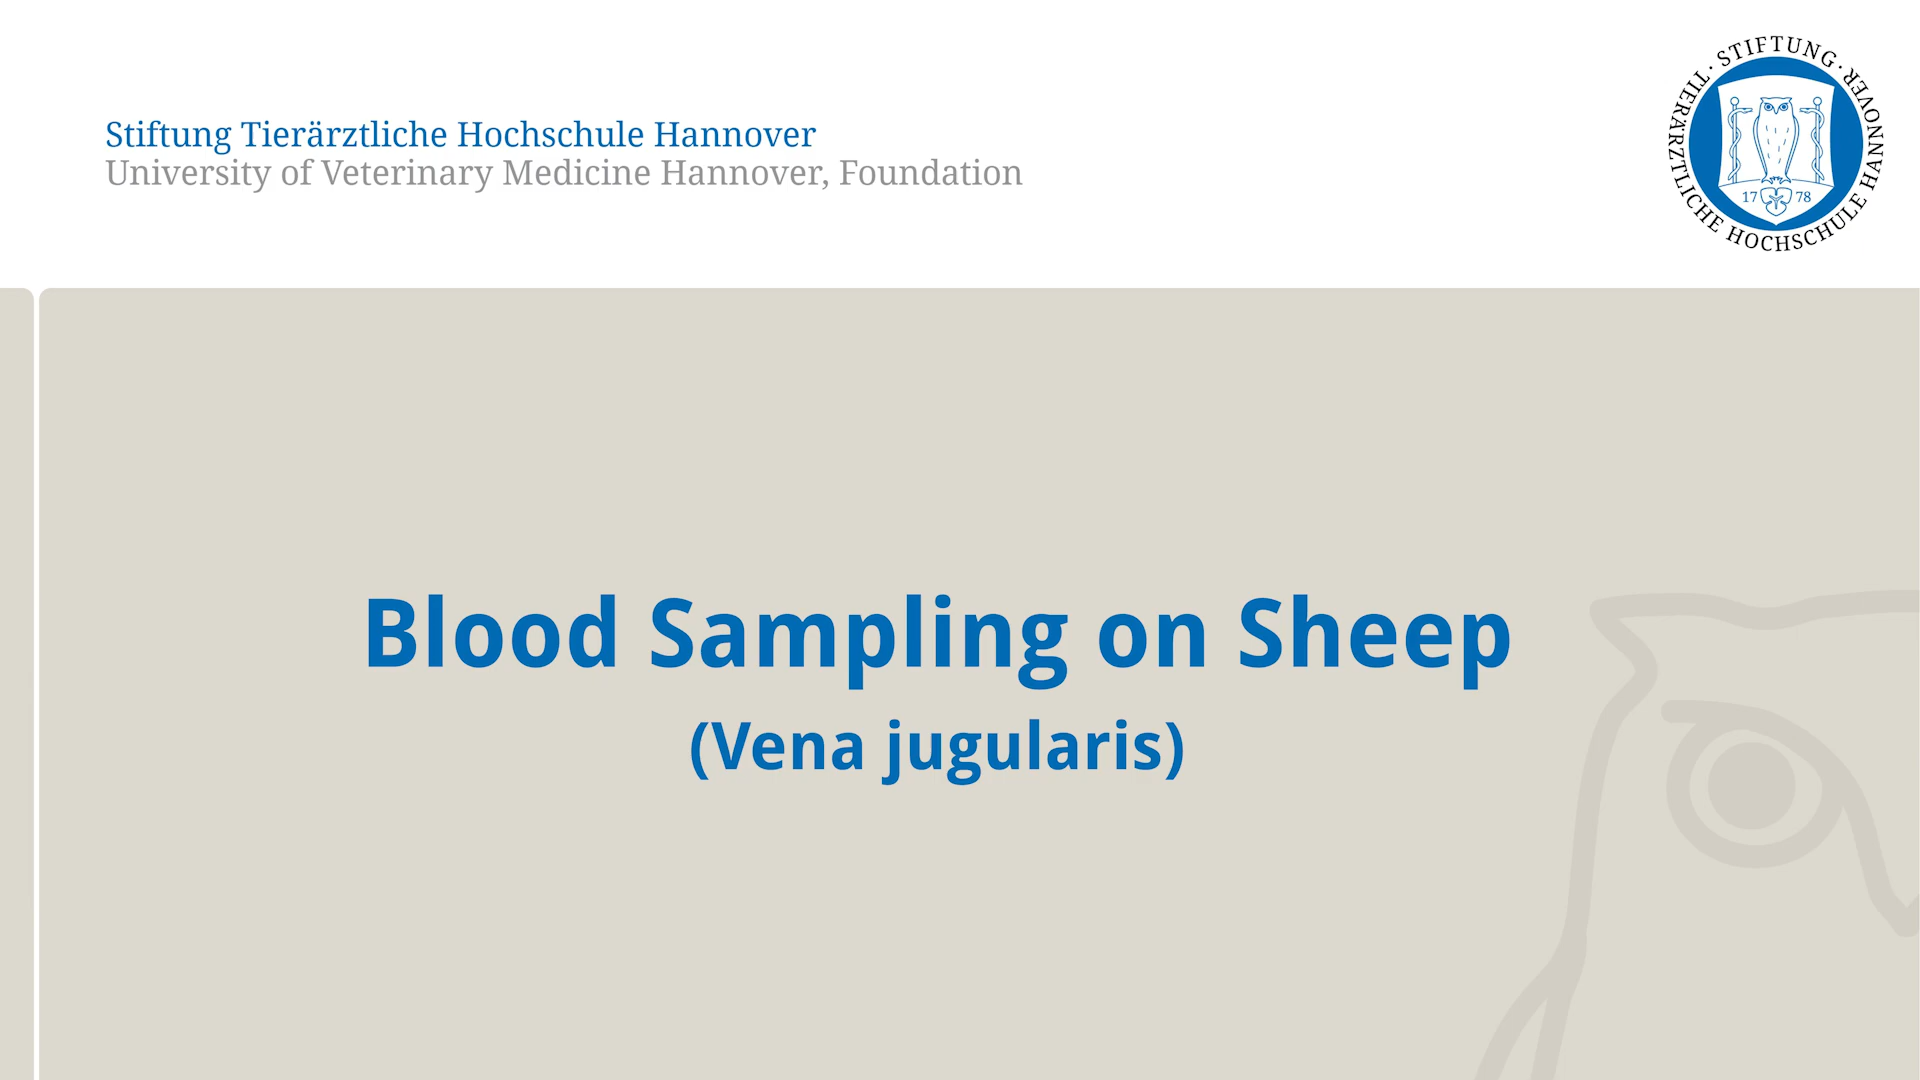 Stiftung Tierärztliche Hochschule Hannover
University of Veterinary Medicine Hannover, Foundation
· STIFTUNG · TIERÄRZTLICHE HOCHSCHULE HANNOVER
17 78
Blood Sampling on Sheep
(Vena jugularis)